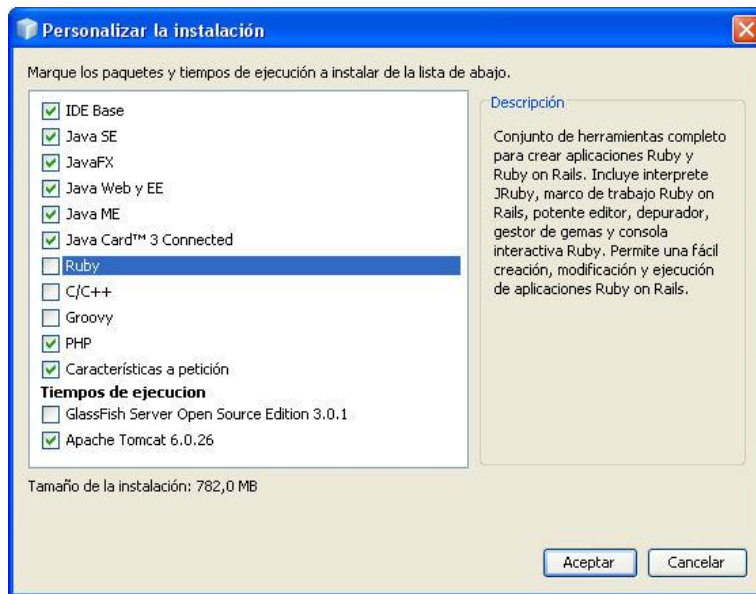 Personalizar la instalación
Marque los paquetes y tiempos de ejecución a instalar de la lista de abajo.
IDE Base
Java SE
JavaFX
Java Web y EE
Java ME
Java Card™ 3 Connected
Ruby
C/C++
Groovy
PHP
Características a petición
Tiempos de ejecucion
GlassFish Server Open Source Edition 3.0.1
Apache Tomcat 6.0.26
Descripción
Conjunto de herramientas completo
para crear aplicaciones Ruby y
Ruby on Rails. Incluye interprete
JRuby, marco de trabajo Ruby on
Rails, potente editor, depurador,
gestor de gemas y consola
interactiva Ruby. Permite una fácil
creación, modificación y ejecución
de aplicaciones Ruby on Rails.
Tamaño de la instalación: 782,0 MB
Aceptar
Cancelar